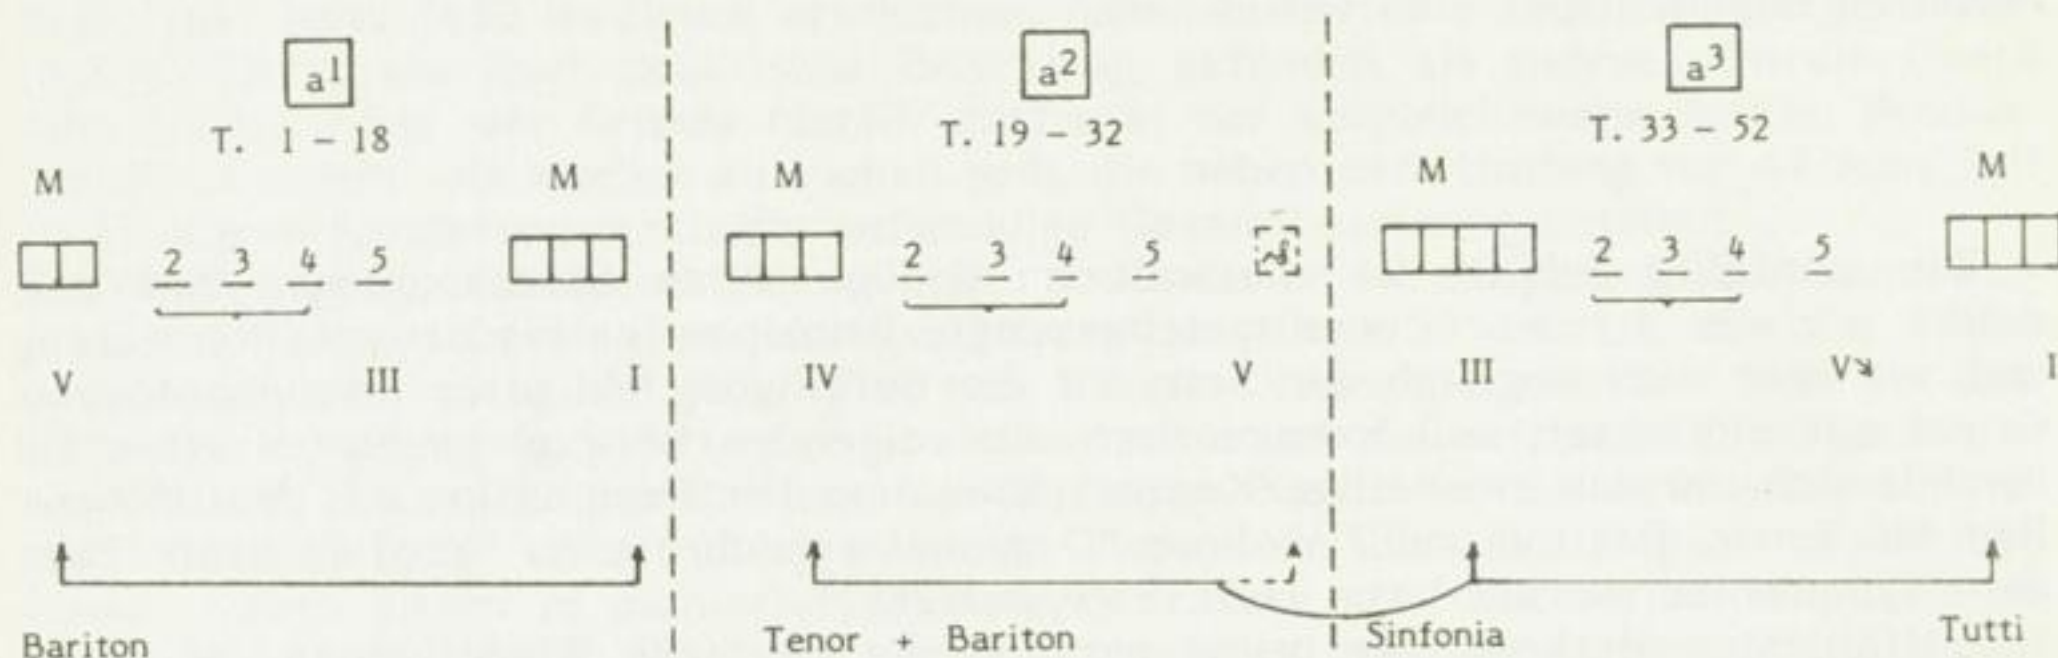 a1 a2 a3
T. 1 – 18 T. 19 – 32 T. 33 – 52
M M M M M
2 3 4 5 2 3 4 5 2 3 4 5
V III I IV V III V I
Bariton Tenor + Bariton Sinfonia Tutti